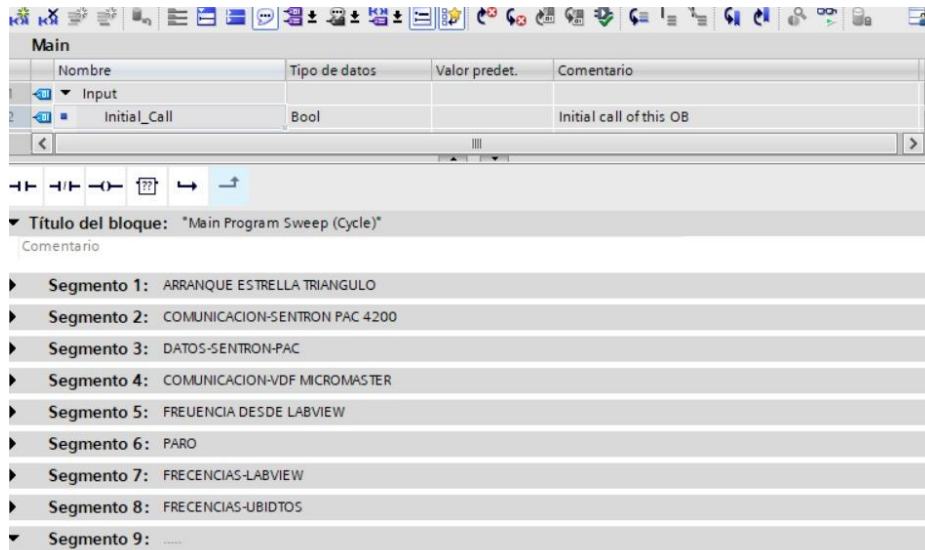 Main
Nombre Tipo de datos Valor predet. Comentario
1 Input
2 Initial_Call Bool Initial call of this OB
??
Título del bloque: "Main Program Sweep (Cycle)"
Comentario
Segmento 1: ARRANQUE ESTRELLA TRIANGULO
Segmento 2: COMUNICACION-SENTRON PAC 4200
Segmento 3: DATOS-SENTRON-PAC
Segmento 4: COMUNICACION-VDF MICROMASTER
Segmento 5: FREUENCIA DESDE LABVIEW
Segmento 6: PARO
Segmento 7: FRECENCIAS-LABVIEW
Segmento 8: FRECENCIAS-UBIDTOS
Segmento 9: .....